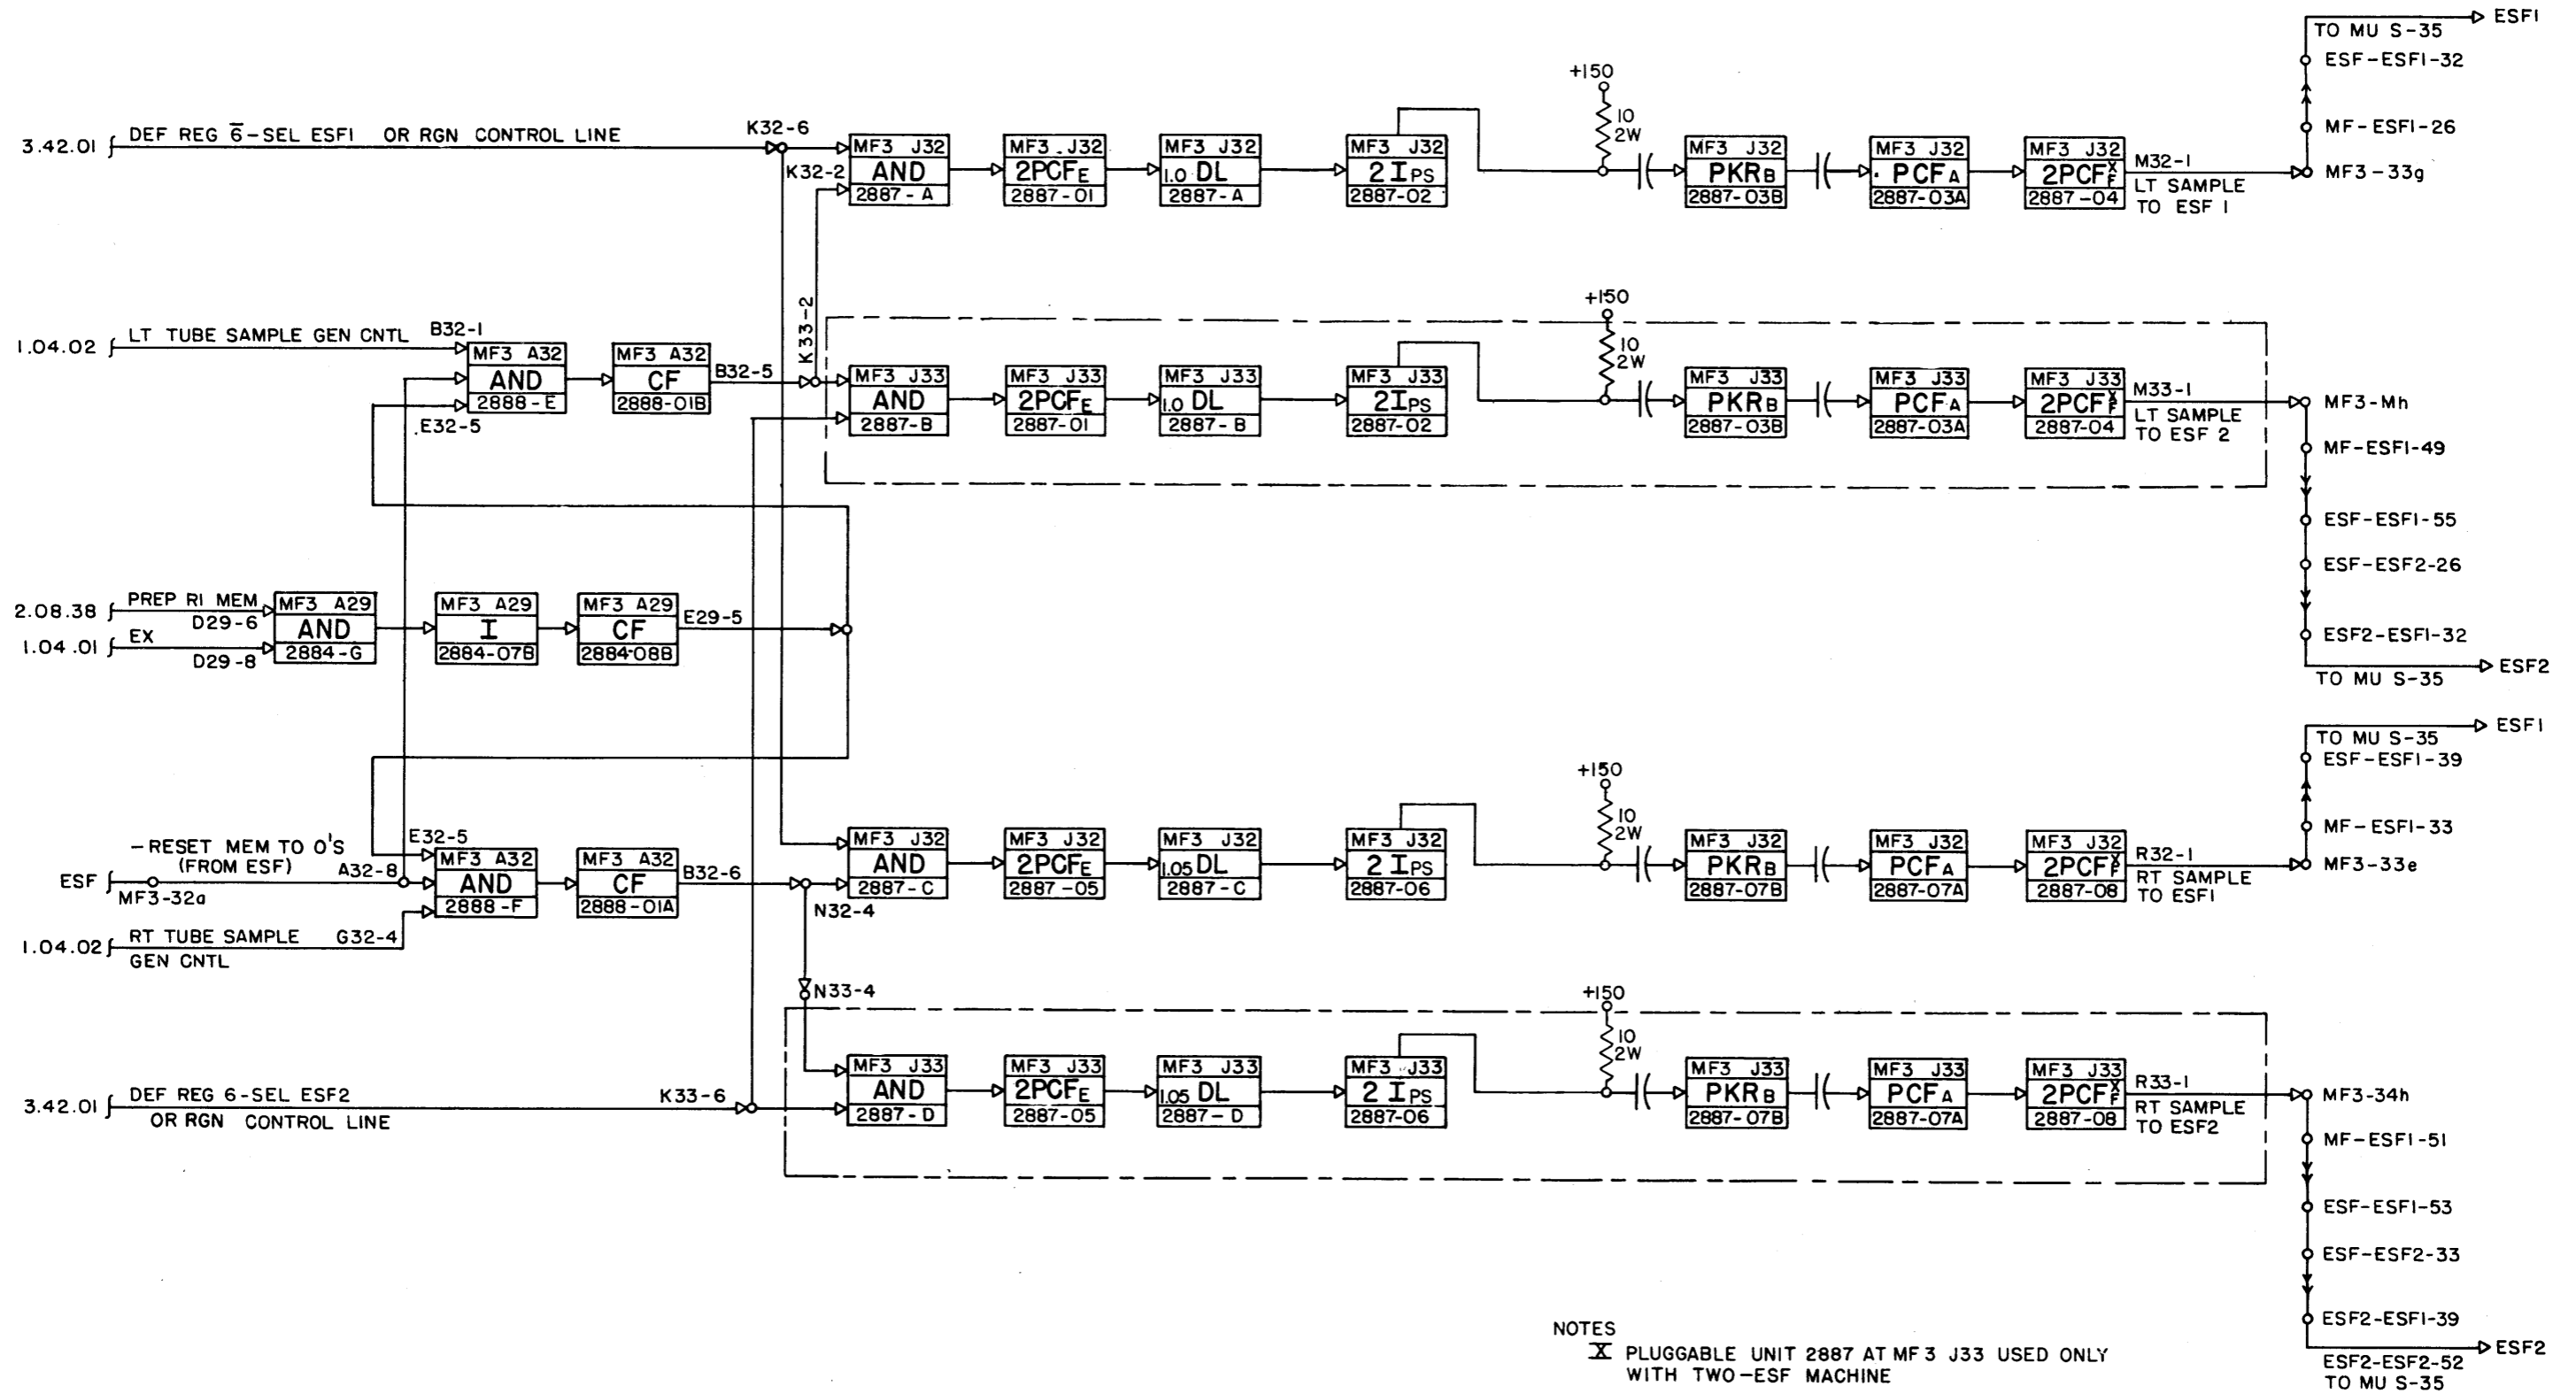 ESF1
TO MU S-35
ESF-ESF1-32
MF-ESF1-26
MF3-33g
+150
10
2W
3.42.01
DEF REG 6̅-SEL ESF1 OR RGN CONTROL LINE
K32-6
K32-2
MF3 J32
AND
2887-A
MF3 J32
2PCFE
2887-01
MF3 J32
1.0 DL
2887-A
MF3 J32
2IPS
2887-02
MF3 J32
PKRB
2887-03B
MF3 J32
PCFA
2887-03A
MF3 J32
2PCFF X
2887-04
M32-1
LT SAMPLE
TO ESF 1
K33-2
+150
10
2W
1.04.02
LT TUBE SAMPLE GEN CNTL
B32-1
MF3 A32
AND
2888-E
E32-5
MF3 A32
CF
2888-01B
B32-5
MF3 J33
AND
2887-B
MF3 J33
2PCFE
2887-01
MF3 J33
1.0 DL
2887-B
MF3 J33
2IPS
2887-02
MF3 J33
PKRB
2887-03B
MF3 J33
PCFA
2887-03A
MF3 J33
2PCFF X
2887-04
M33-1
LT SAMPLE
TO ESF 2
MF3-Mh
MF-ESF1-49
ESF-ESF1-55
ESF-ESF2-26
ESF2-ESF1-32
ESF2
TO MU S-35
2.08.38
PREP RI MEM
D29-6
1.04.01
EX
D29-8
MF3 A29
AND
2884-G
MF3 A29
I
2884-07B
MF3 A29
CF
2884-08B
E29-5
ESF1
TO MU S-35
ESF-ESF1-39
MF-ESF1-33
MF3-33e
+150
10
2W
-RESET MEM TO O'S
(FROM ESF)
ESF
MF3-32a
A32-8
E32-5
MF3 A32
AND
2888-F
MF3 A32
CF
2888-01A
B32-6
N32-4
1.04.02
RT TUBE SAMPLE
GEN CNTL
G32-4
MF3 J32
AND
2887-C
MF3 J32
2PCFE
2887-05
MF3 J32
1.05 DL
2887-C
MF3 J32
2IPS
2887-06
MF3 J32
PKRB
2887-07B
MF3 J32
PCFA
2887-07A
MF3 J32
2PCFF X
2887-08
R32-1
RT SAMPLE
TO ESF1
N33-4
+150
10
2W
3.42.01
DEF REG 6-SEL ESF2
OR RGN CONTROL LINE
K33-6
MF3 J33
AND
2887-D
MF3 J33
2PCFE
2887-05
MF3 J33
1.05 DL
2887-D
MF3 J33
2IPS
2887-06
MF3 J33
PKRB
2887-07B
MF3 J33
PCFA
2887-07A
MF3 J33
2PCFF X
2887-08
R33-1
RT SAMPLE
TO ESF2
MF3-34h
MF-ESF1-51
ESF-ESF1-53
ESF-ESF2-33
ESF2-ESF1-39
ESF2
ESF2-ESF2-52
TO MU S-35
NOTES
X PLUGGABLE UNIT 2887 AT MF3 J33 USED ONLY
WITH TWO-ESF MACHINE